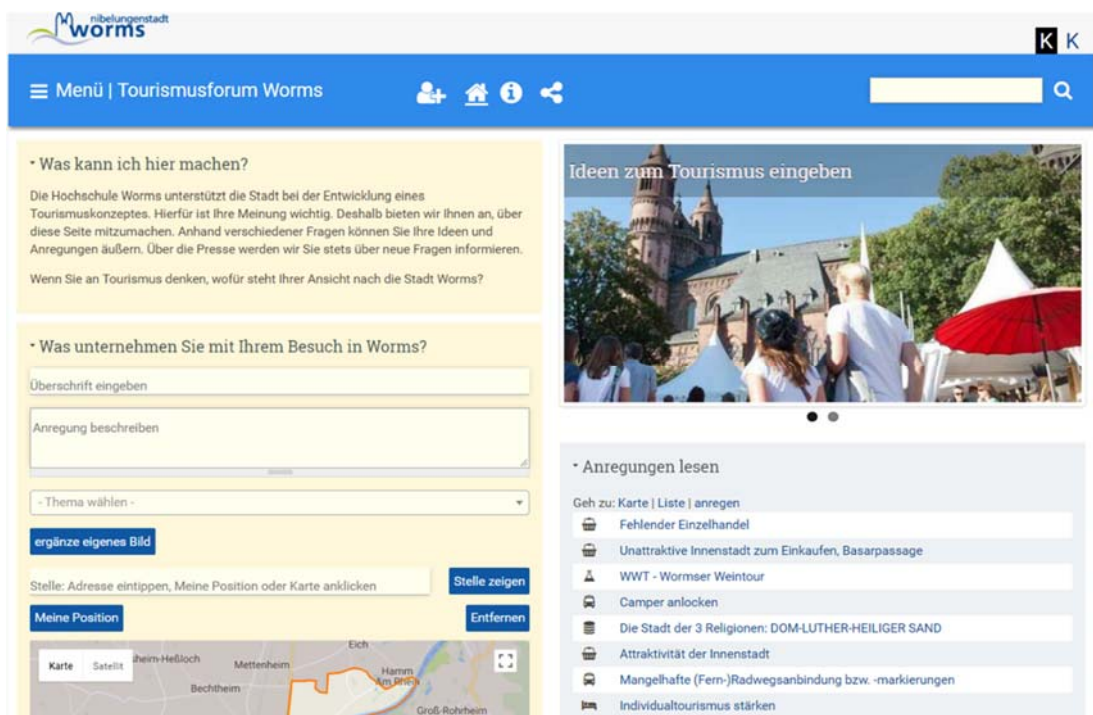 nibelungenstadt
worms
K K
Menü | Tourismusforum Worms
Was kann ich hier machen?
Die Hochschule Worms unterstützt die Stadt bei der Entwicklung eines
Tourismuskonzeptes. Hierfür ist Ihre Meinung wichtig. Deshalb bieten wir Ihnen an, über
diese Seite mitzumachen. Anhand verschiedener Fragen können Sie Ihre Ideen und
Anregungen äußern. Über die Presse werden wir Sie stets über neue Fragen informieren.
Wenn Sie an Tourismus denken, wofür steht Ihrer Ansicht nach die Stadt Worms?
Was unternehmen Sie mit Ihrem Besuch in Worms?
Überschrift eingeben
Anregung beschreiben
- Thema wählen -
ergänze eigenes Bild
Stelle: Adresse eintippen, Meine Position oder Karte anklicken
Stelle zeigen
Meine Position
Entfernen
Karte
Satellit
heim-Heßloch
Mettenheim
Eich
Hamm
Am Rhein
Bechtheim
Groß-Rohrheim
Ideen zum Tourismus eingeben
Anregungen lesen
Geh zu: Karte | Liste | anregen
Fehlender Einzelhandel
Unattraktive Innenstadt zum Einkaufen, Basarpassage
WWT - Wormser Weintour
Camper anlocken
Die Stadt der 3 Religionen: DOM-LUTHER-HEILIGER SAND
Attraktivität der Innenstadt
Mangelhafte (Fern-)Radwegsanbindung bzw. -markierungen
Individualtourismus stärken